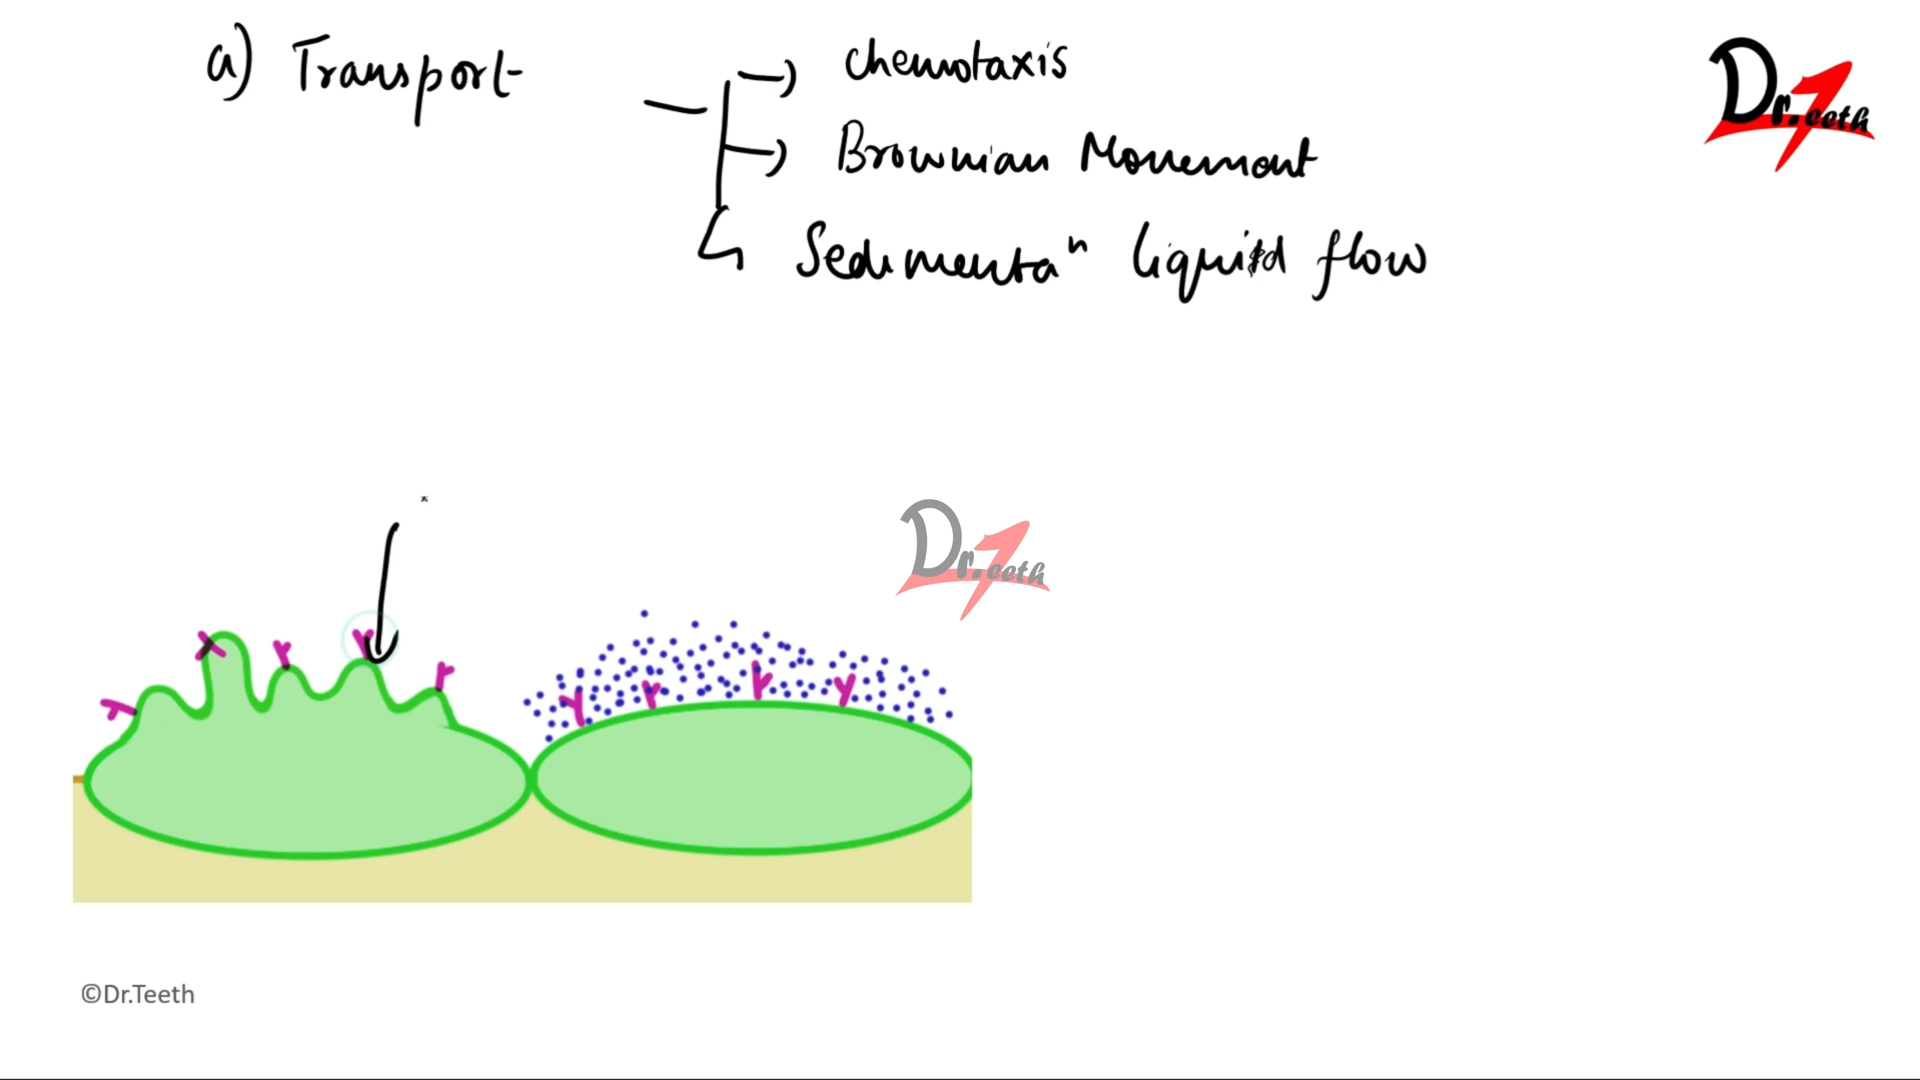 a) Transport
chemotaxis
Brownian Movement
Sedimentaⁿ liquid flow
Dr.Teeth
Dr.Teeth
©Dr.Teeth